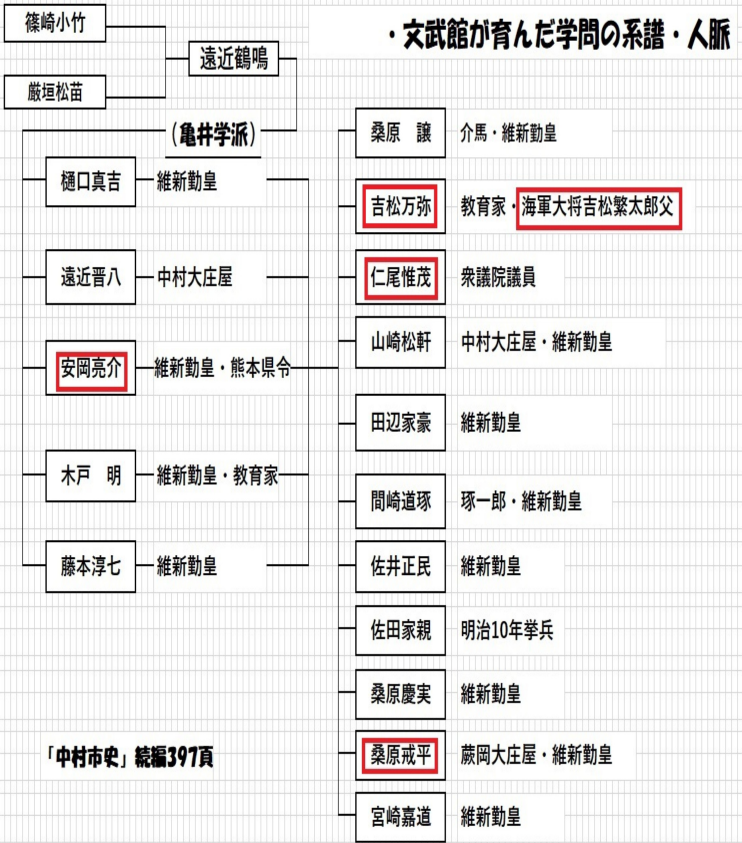 ・文武館が育んだ学問の系譜・人脈
篠崎小竹
厳垣松苗
遠近鶴鳴
(亀井学派)
樋口真吉 維新勤皇
遠近晋八 中村大庄屋
安岡亮介 維新勤皇・熊本県令
木戸 明 維新勤皇・教育家
藤本淳七 維新勤皇
桑原 譲 介馬・維新勤皇
吉松万弥 教育家・海軍大将吉松繁太郎父
仁尾惟茂 衆議院議員
山崎松軒 中村大庄屋・維新勤皇
田辺家豪 維新勤皇
間崎道琢 琢一郎・維新勤皇
佐井正民 維新勤皇
佐田家親 明治10年挙兵
桑原慶実 維新勤皇
桑原戒平 蕨岡大庄屋・維新勤皇
宮崎嘉道 維新勤皇
「中村市史」続編397頁